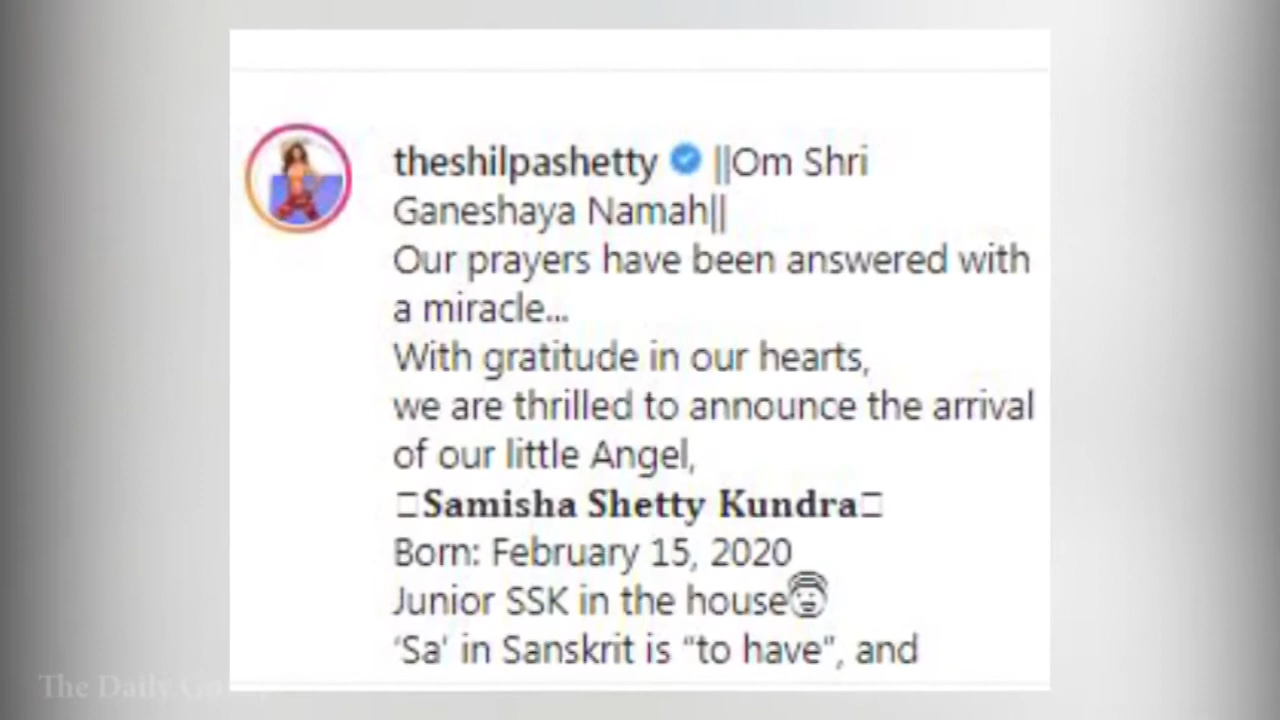 theshilpashetty ||Om Shri
Ganeshaya Namah||
Our prayers have been answered with
a miracle...
With gratitude in our hearts,
we are thrilled to announce the arrival
of our little Angel,
□Samisha Shetty Kundra□
Born: February 15, 2020
Junior SSK in the house
‘Sa’ in Sanskrit is “to have”, and
The Daily